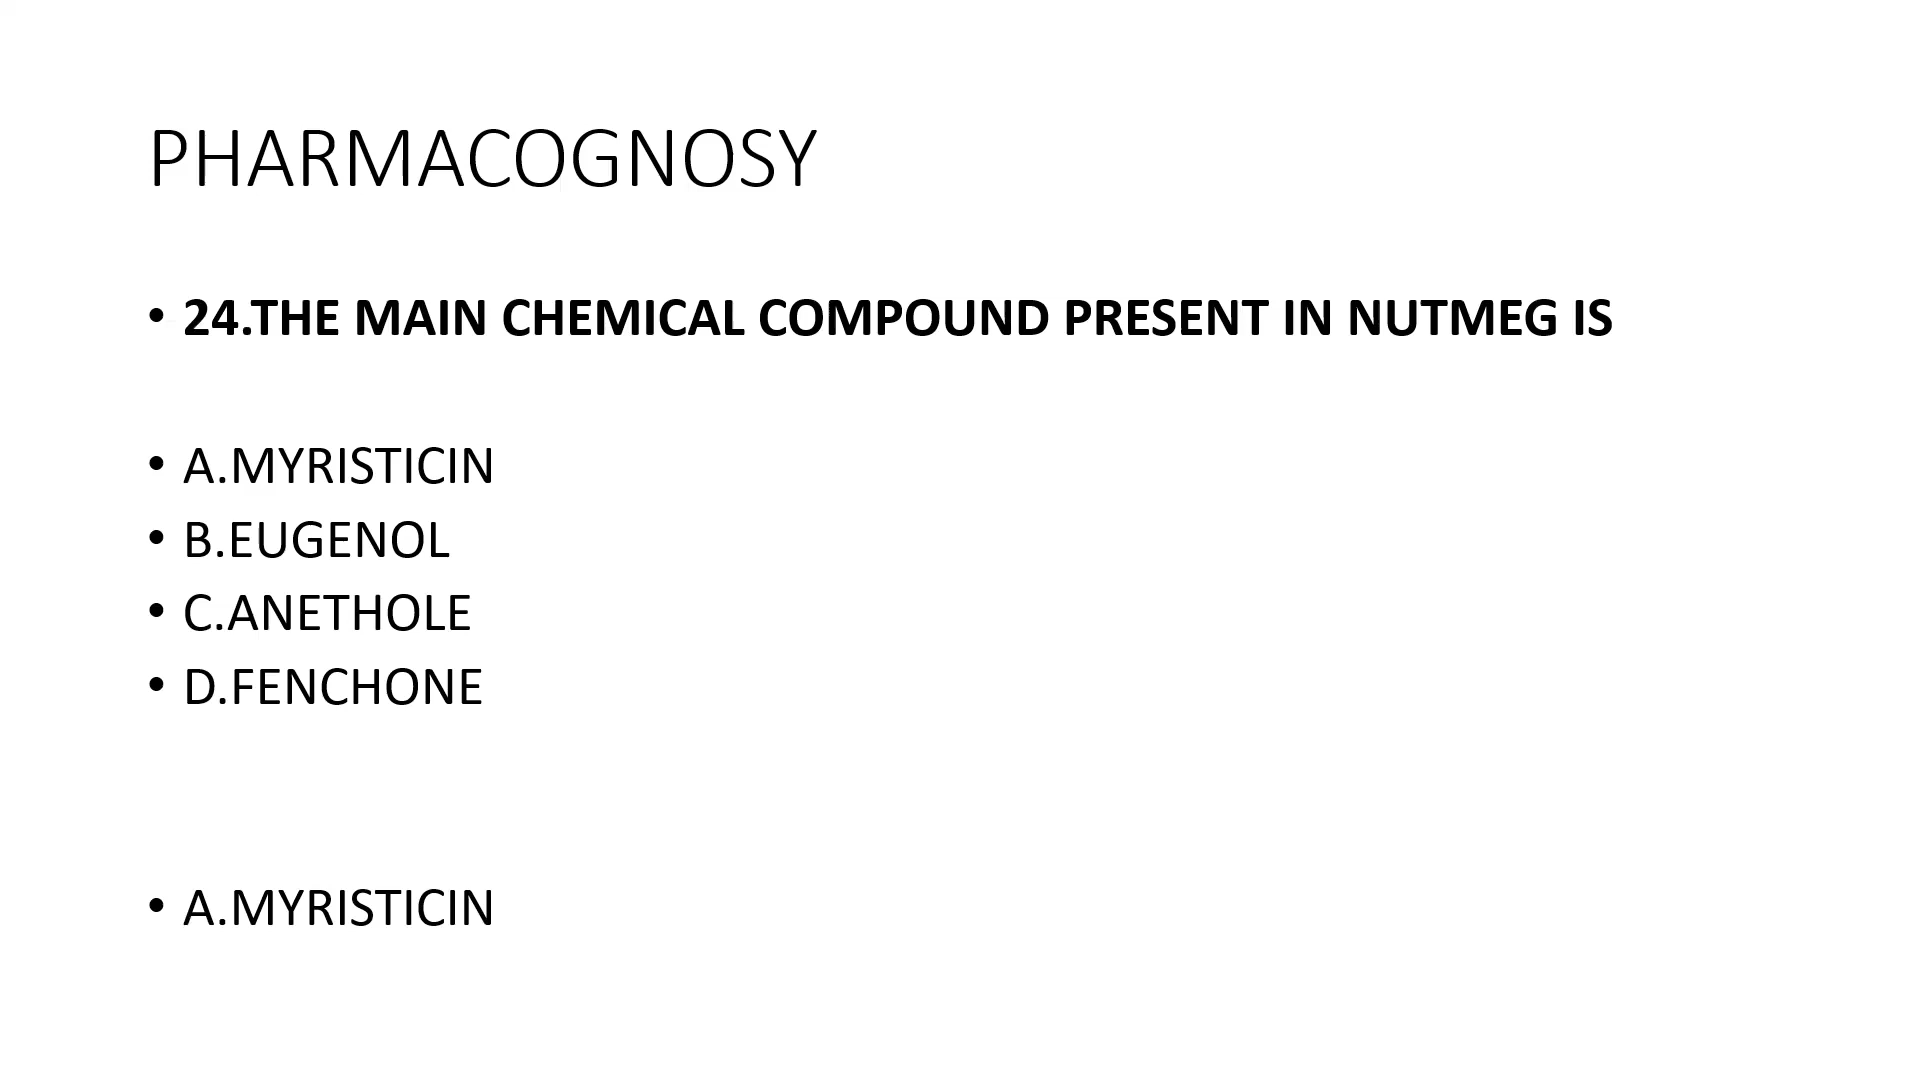 PHARMACOGNOSY
• 24.THE MAIN CHEMICAL COMPOUND PRESENT IN NUTMEG IS
• A.MYRISTICIN
• B.EUGENOL
• C.ANETHOLE
• D.FENCHONE
• A.MYRISTICIN